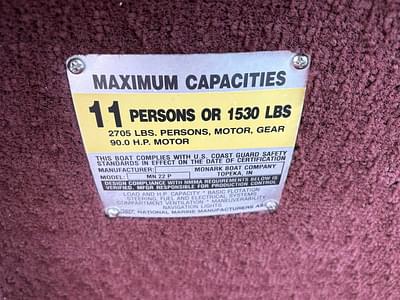 MAXIMUM CAPACITIES
11 PERSONS OR 1530 LBS
2705 LBS. PERSONS, MOTOR, GEAR
90.0 H.P. MOTOR
THIS BOAT COMPLIES WITH U.S. COAST GUARD SAFETY
STANDARDS IN EFFECT ON THE DATE OF CERTIFICATION
MANUFACTURER: MONARK BOAT COMPANY
TOPEKA, IN
MODEL: MN 22 P
DESIGN COMPLIANCE WITH NMMA REQUIREMENTS BELOW IS
VERIFIED. MFGR RESPONSIBLE FOR PRODUCTION CONTROL
LOAD AND H.P. CAPACITY * BASIC FLOTATION
STEERING, FUEL AND ELECTRICAL SYSTEMS
COMPARTMENT VENTILATION * MANEUVERABILITY
NAVIGATION LIGHTS
NATIONAL MARINE MANUFACTURERS